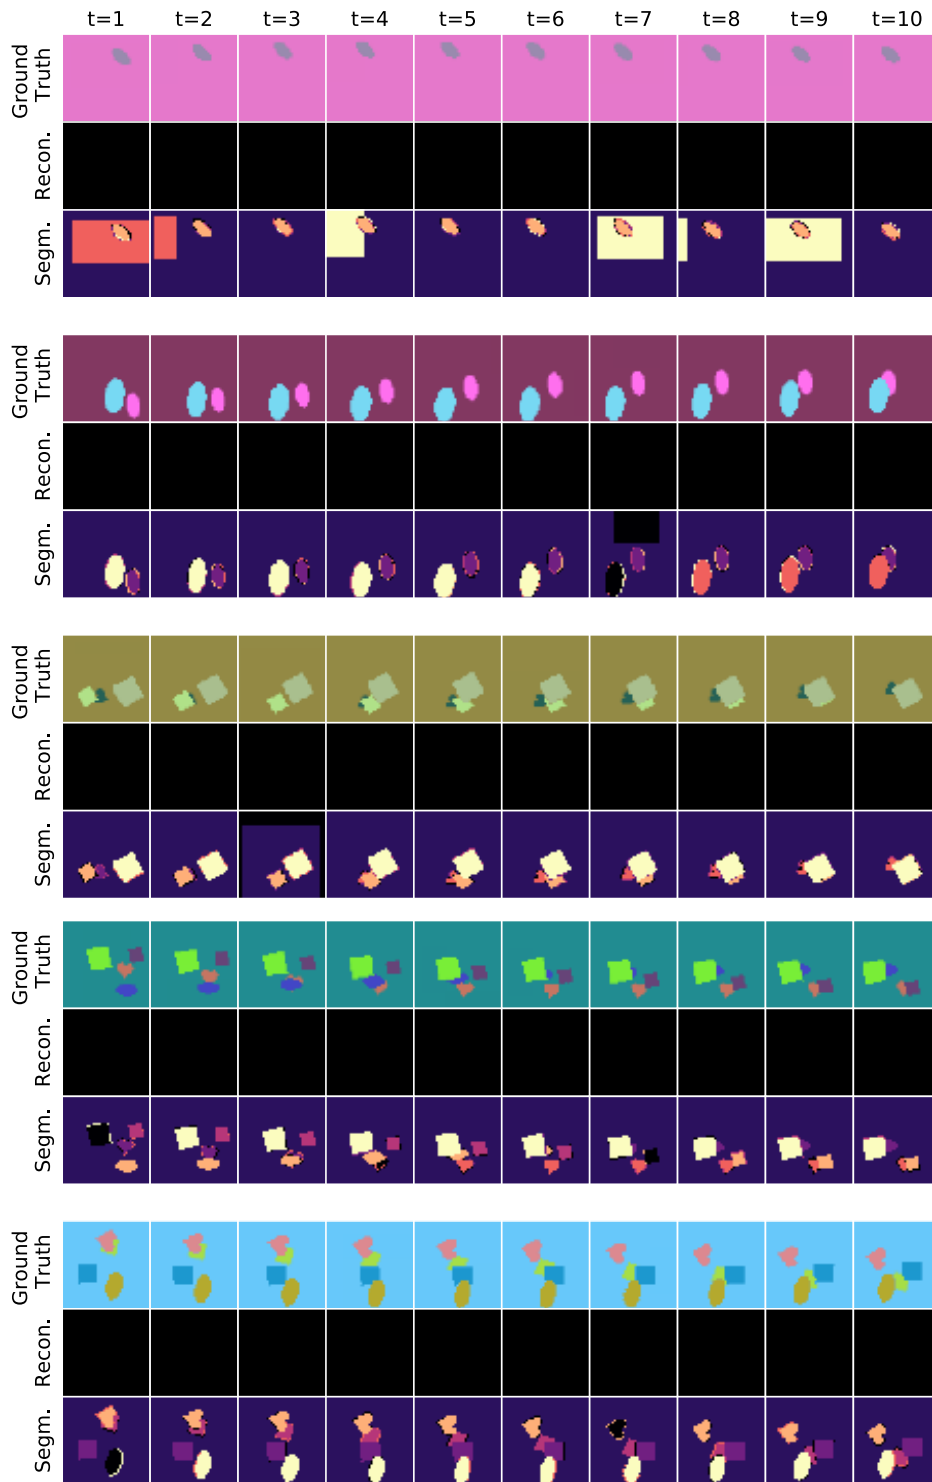 t=1 t=2 t=3 t=4 t=5 t=6 t=7 t=8 t=9 t=10
Ground
Truth
Recon.
Segm.
Ground
Truth
Recon.
Segm.
Ground
Truth
Recon.
Segm.
Ground
Truth
Recon.
Segm.
Ground
Truth
Recon.
Segm.